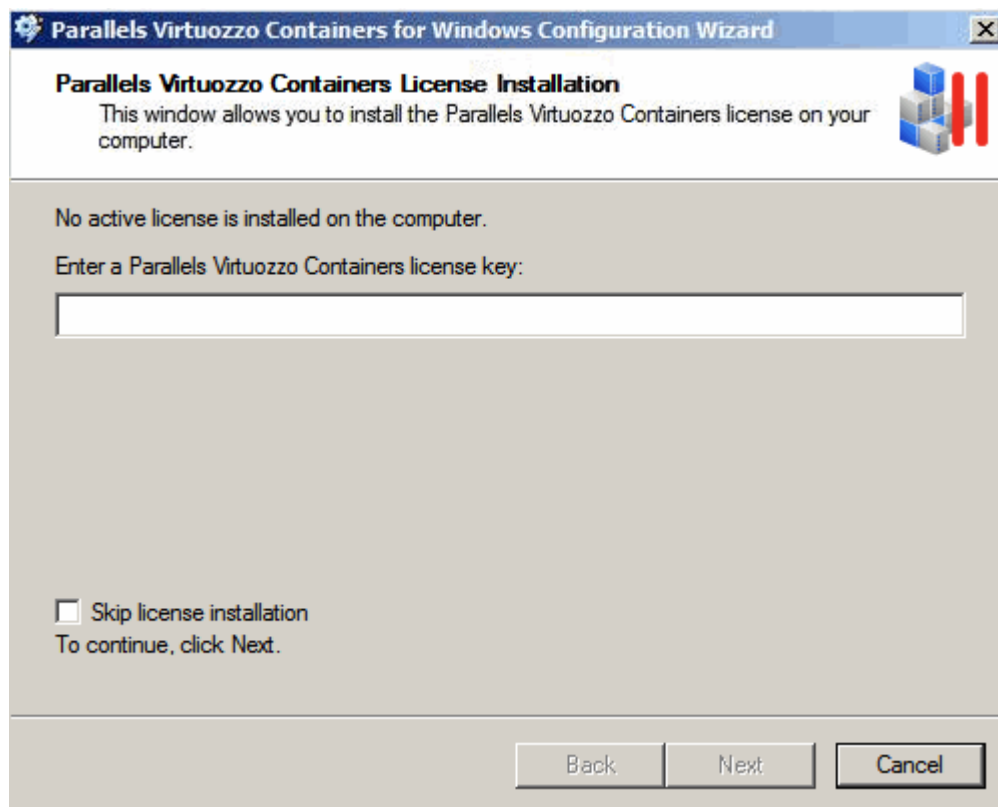 Parallels Virtuozzo Containers for Windows Configuration Wizard
Parallels Virtuozzo Containers License Installation
This window allows you to install the Parallels Virtuozzo Containers license on your
computer.
No active license is installed on the computer.
Enter a Parallels Virtuozzo Containers license key:
Skip license installation
To continue, click Next.
Back Next Cancel